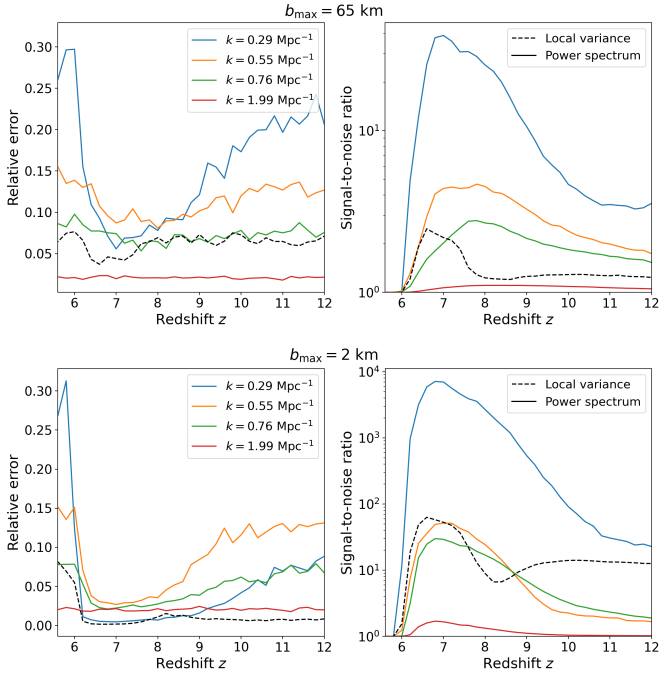 b_max = 65 km
Relative error
0.30
0.25
0.20
0.15
0.10
0.05
k = 0.29 Mpc⁻¹
k = 0.55 Mpc⁻¹
k = 0.76 Mpc⁻¹
k = 1.99 Mpc⁻¹
6 7 8 9 10 11 12
Redshift z
Signal-to-noise ratio
10¹
10⁰
Local variance
Power spectrum
6 7 8 9 10 11 12
Redshift z
b_max = 2 km
Relative error
0.30
0.25
0.20
0.15
0.10
0.05
0.00
k = 0.29 Mpc⁻¹
k = 0.55 Mpc⁻¹
k = 0.76 Mpc⁻¹
k = 1.99 Mpc⁻¹
6 7 8 9 10 11 12
Redshift z
Signal-to-noise ratio
10⁴
10³
10²
10¹
10⁰
Local variance
Power spectrum
6 7 8 9 10 11 12
Redshift z